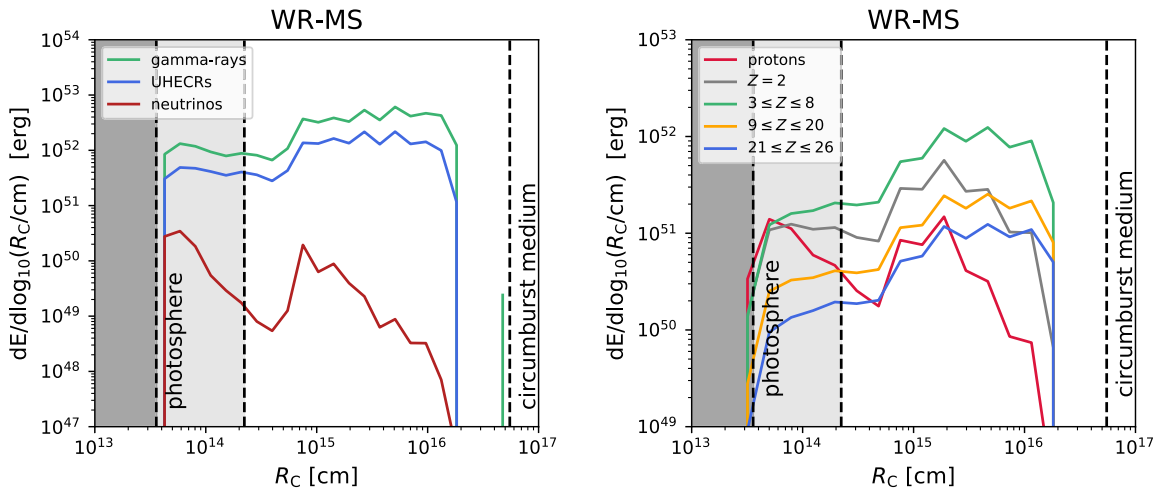 WR-MS
10^54
10^53
10^52
10^51
10^50
10^49
10^48
10^47
dE/dlog₁₀(R_C/cm) [erg]
gamma-rays
UHECRs
neutrinos
photosphere
circumburst medium
10^13
10^14
10^15
10^16
10^17
R_C [cm]
WR-MS
10^53
10^52
10^51
10^50
10^49
dE/dlog₁₀(R_C/cm) [erg]
protons
Z = 2
3 ≤ Z ≤ 8
9 ≤ Z ≤ 20
21 ≤ Z ≤ 26
photosphere
circumburst medium
10^13
10^14
10^15
10^16
10^17
R_C [cm]